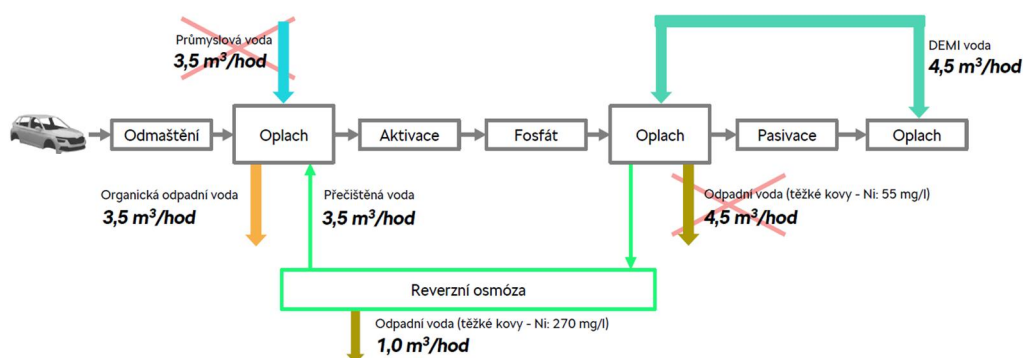 Průmyslová voda
3,5 m³/hod
DEMI voda
4,5 m³/hod
Odmaštění
Oplach
Aktivace
Fosfát
Oplach
Pasivace
Oplach
Organická odpadní voda
3,5 m³/hod
Přečištěná voda
3,5 m³/hod
Odpadní voda (těžké kovy - Ni: 55 mg/l)
4,5 m³/hod
Reverzní osmóza
Odpadní voda (těžké kovy - Ni: 270 mg/l)
1,0 m³/hod